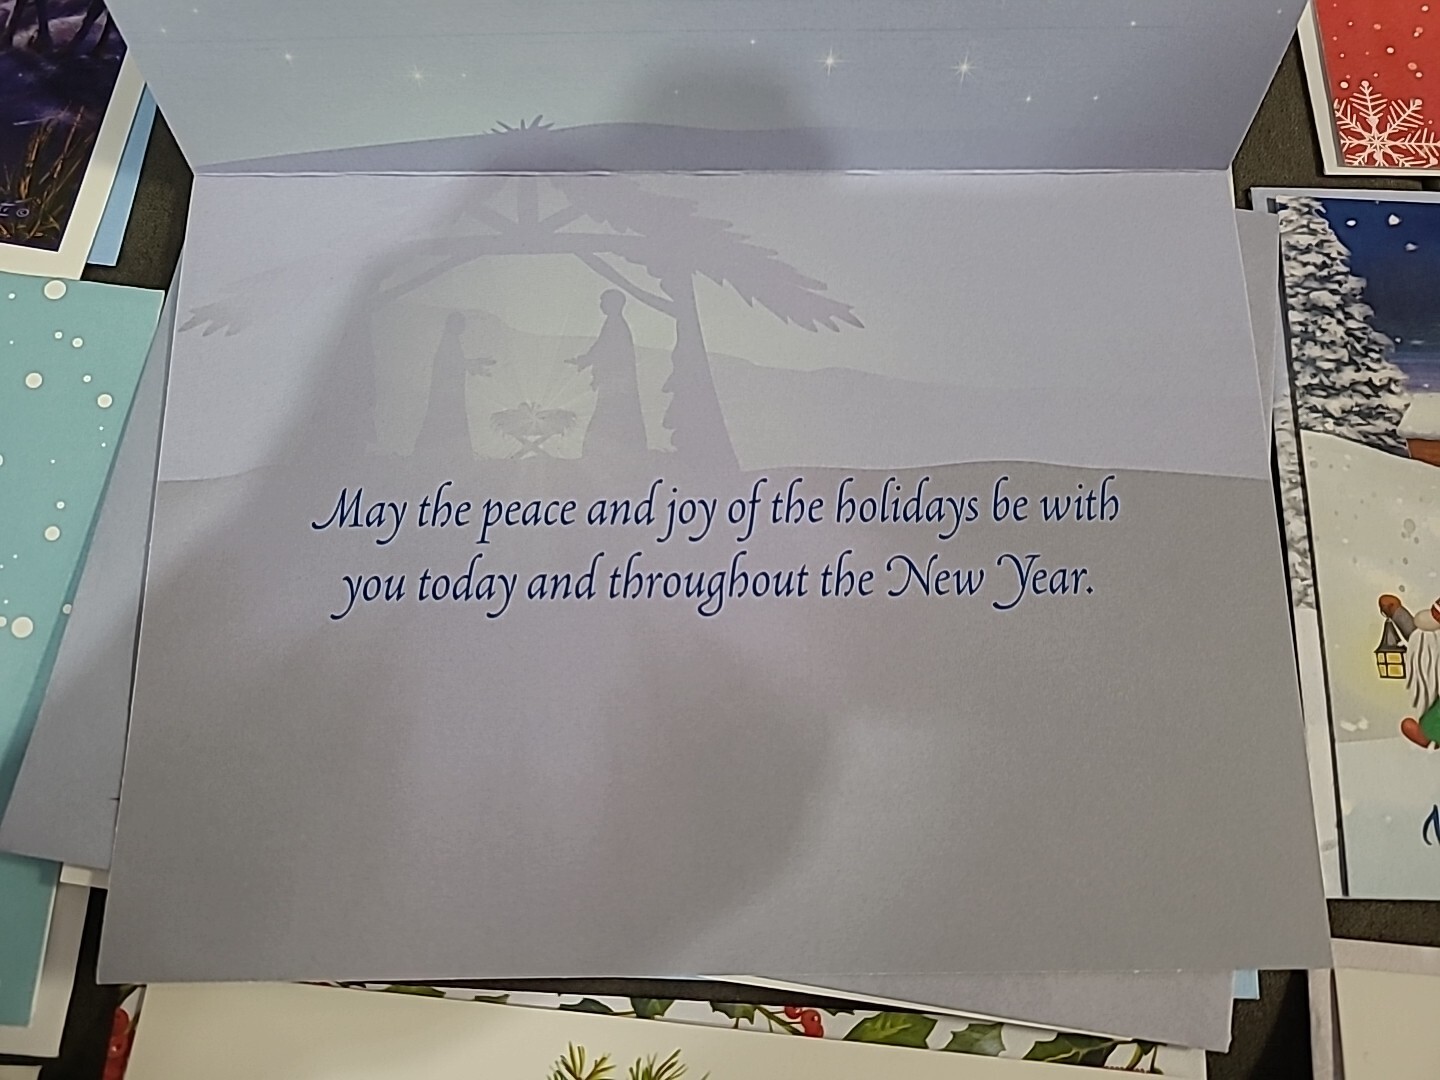 May the peace and joy of the holidays be with
you today and throughout the New Year.